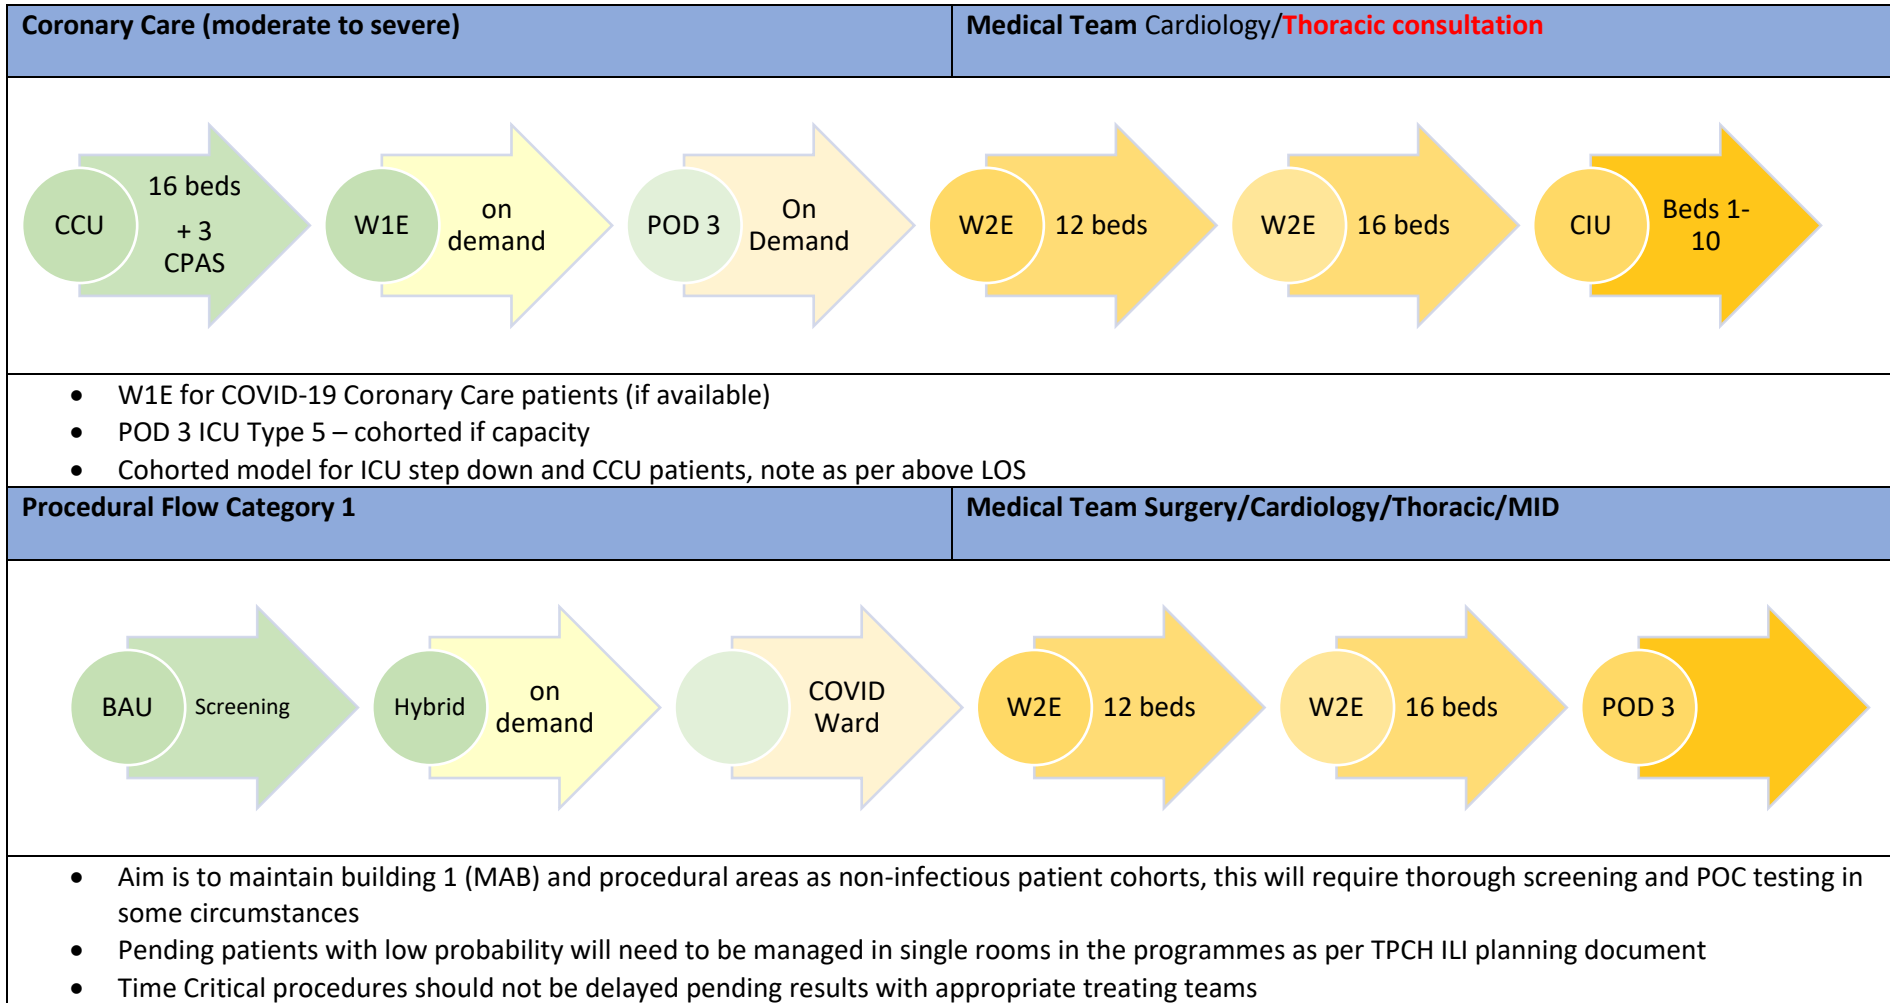 Coronary Care (moderate to severe)
Medical Team Cardiology/Thoracic consultation
CCU
16 beds
+ 3
CPAS
W1E
on
demand
POD 3
On
Demand
W2E
12 beds
W2E
16 beds
CIU
Beds 1-
10
• W1E for COVID-19 Coronary Care patients (if available)
• POD 3 ICU Type 5 – cohorted if capacity
• Cohorted model for ICU step down and CCU patients, note as per above LOS
Procedural Flow Category 1
Medical Team Surgery/Cardiology/Thoracic/MID
BAU
Screening
Hybrid
on
demand
COVID
Ward
W2E
12 beds
W2E
16 beds
POD 3
• Aim is to maintain building 1 (MAB) and procedural areas as non-infectious patient cohorts, this will require thorough screening and POC testing in
some circumstances
• Pending patients with low probability will need to be managed in single rooms in the programmes as per TPCH ILI planning document
• Time Critical procedures should not be delayed pending results with appropriate treating teams